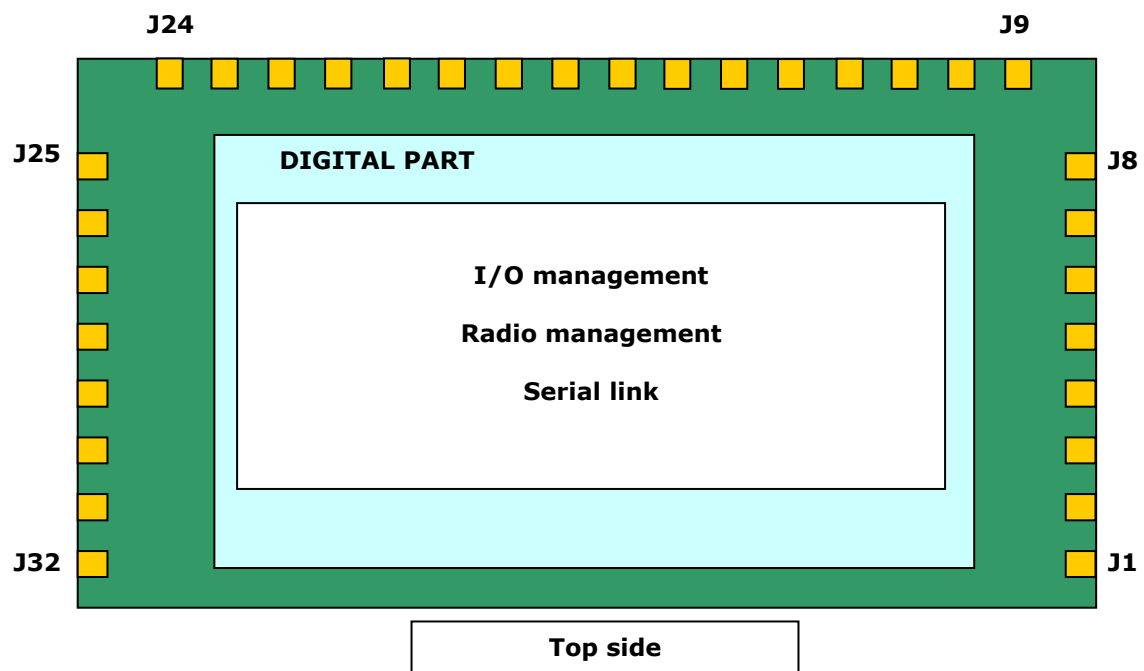 J24 J9
J25 DIGITAL PART J8
I/O management
Radio management
Serial link
J32 J1
Top side